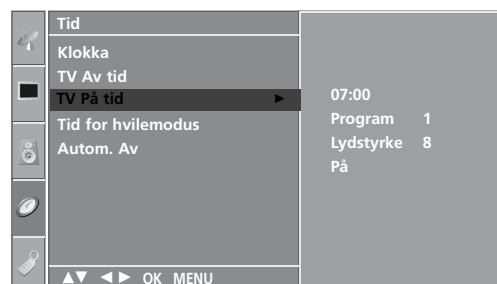 Tid
Klokka
TV Av tid
TV På tid ►
Tid for hvilemodus
Autom. Av
07:00
Program 1
Lydstyrke 8
På
▲▼ ◄► OK MENU